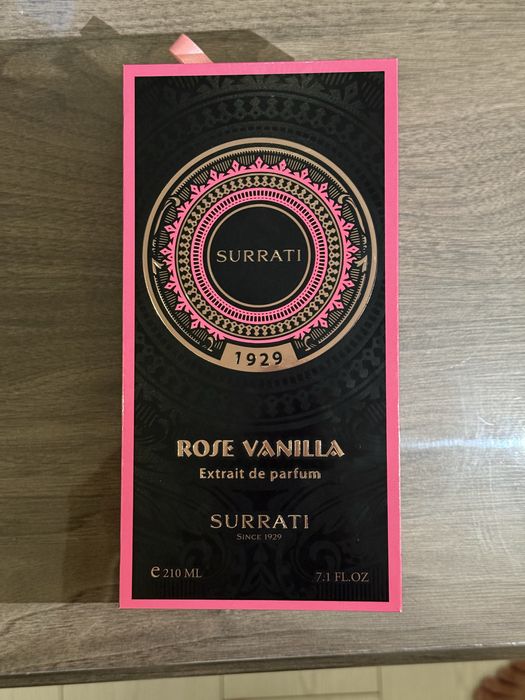 SURRATI
1929
ROSE VANILLA
Extrait de parfum
SURRATI
SINCE 1929
e 210 ML 7.1 FL.OZ